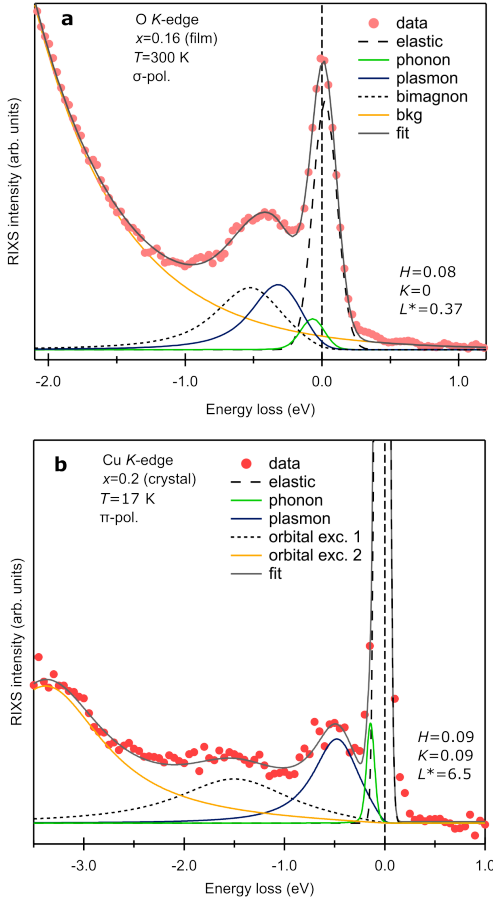 a
O K-edge
x=0.16 (film)
T=300 K
σ-pol.
data
elastic
phonon
plasmon
bimagnon
bkg
fit
H=0.08
K=0
L*=0.37
RIXS intensity (arb. units)
-2.0
-1.0
0.0
1.0
Energy loss (eV)
b
Cu K-edge
x=0.2 (crystal)
T=17 K
π-pol.
data
elastic
phonon
plasmon
orbital exc. 1
orbital exc. 2
fit
H=0.09
K=0.09
L*=6.5
RIXS intensity (arb. units)
-3.0
-2.0
-1.0
0.0
1.0
Energy loss (eV)